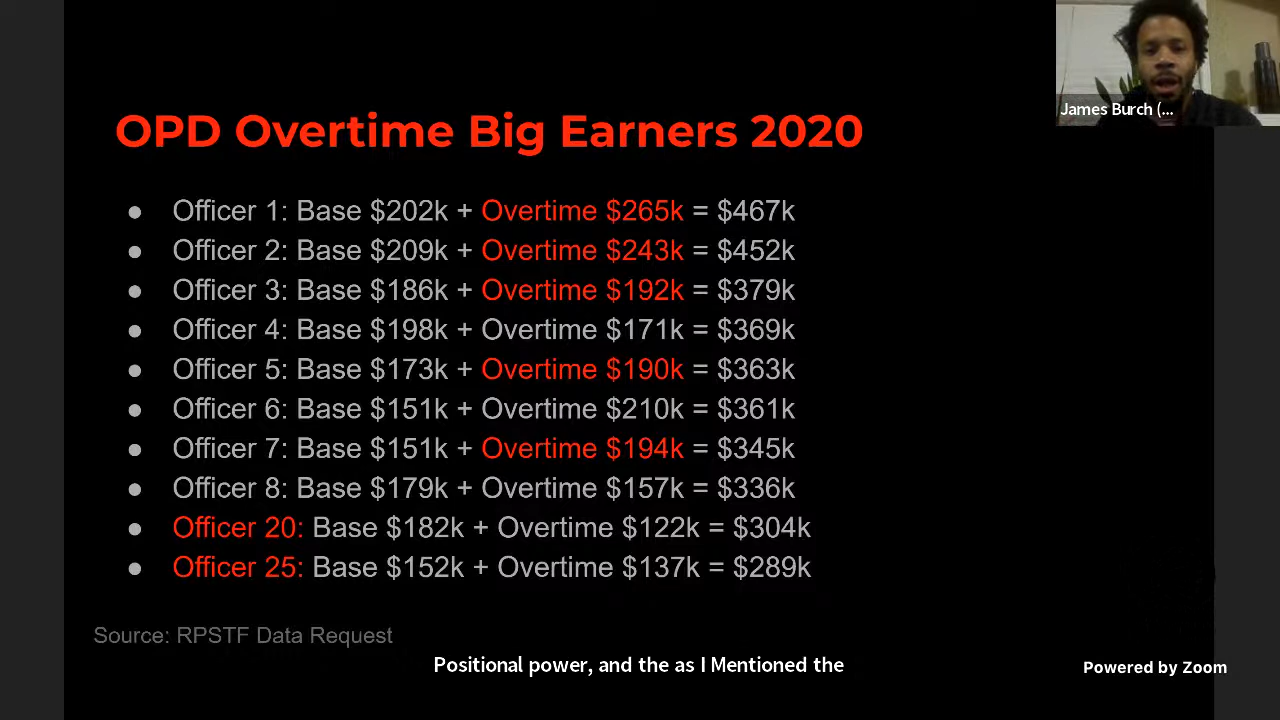 James Burch (...
OPD Overtime Big Earners 2020
● Officer 1: Base $202k + Overtime $265k = $467k
● Officer 2: Base $209k + Overtime $243k = $452k
● Officer 3: Base $186k + Overtime $192k = $379k
● Officer 4: Base $198k + Overtime $171k = $369k
● Officer 5: Base $173k + Overtime $190k = $363k
● Officer 6: Base $151k + Overtime $210k = $361k
● Officer 7: Base $151k + Overtime $194k = $345k
● Officer 8: Base $179k + Overtime $157k = $336k
● Officer 20: Base $182k + Overtime $122k = $304k
● Officer 25: Base $152k + Overtime $137k = $289k
Source: RPSTF Data Request
Positional power, and the as I Mentioned the
Powered by Zoom